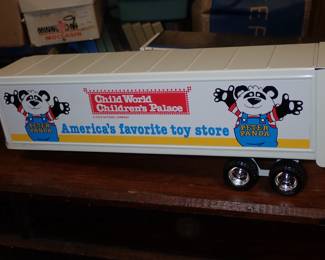 Child World
Children's Palace
America's favorite toy store
PETER
PANDA
PETER
PANDA